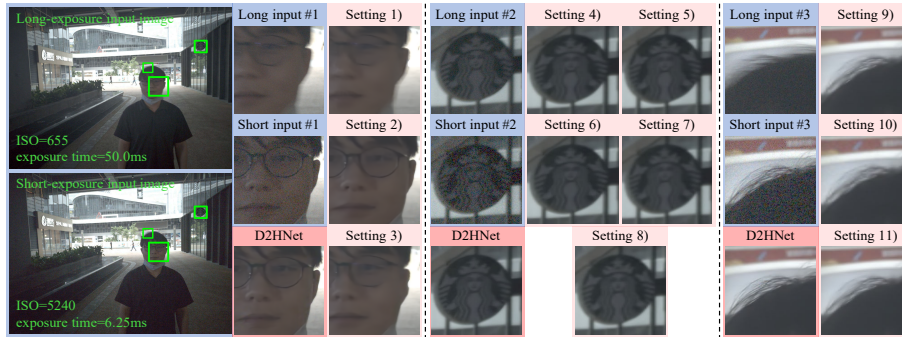 Long-exposure input image
ISO=655
exposure time=50.0ms
Short-exposure input image
ISO=5240
exposure time=6.25ms
Long input #1
Setting 1)
Short input #1
Setting 2)
D2HNet
Setting 3)
Long input #2
Setting 4)
Setting 5)
Short input #2
Setting 6)
Setting 7)
D2HNet
Setting 8)
Long input #3
Setting 9)
Short input #3
Setting 10)
D2HNet
Setting 11)